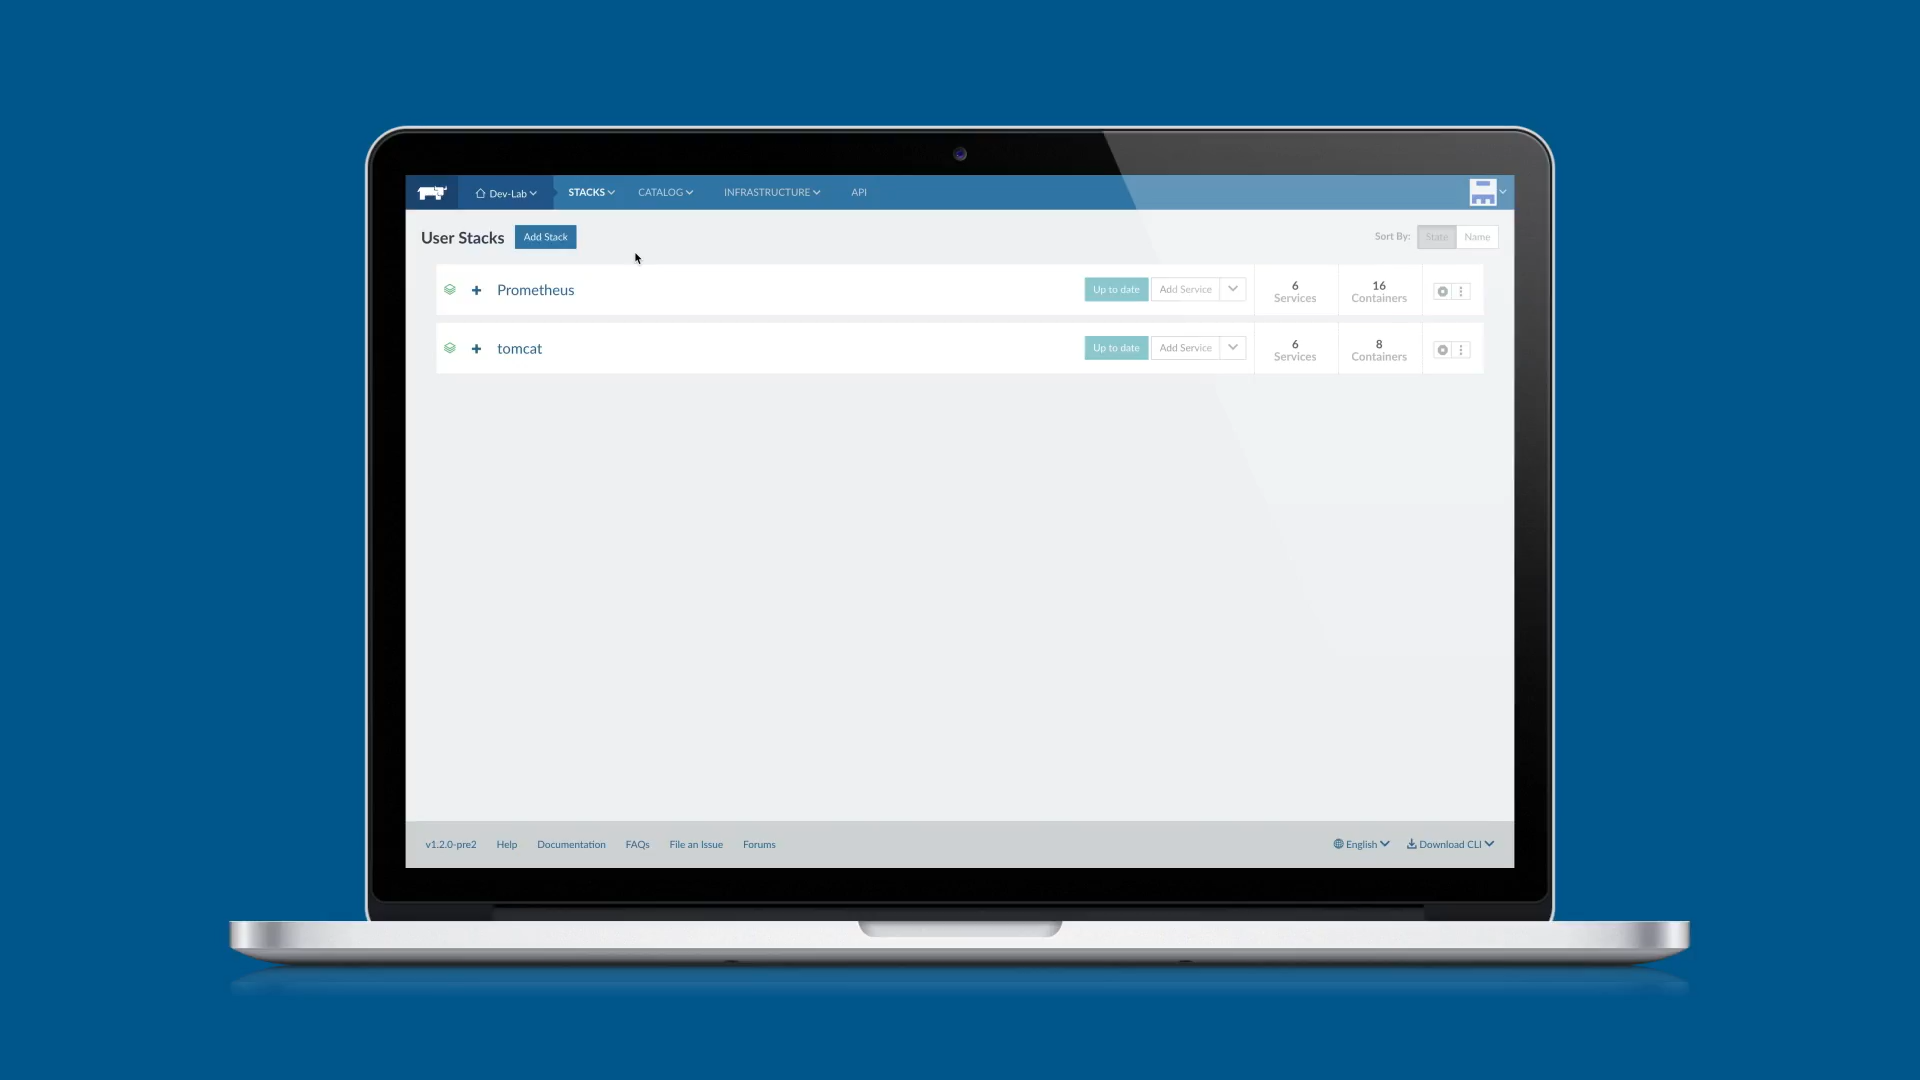 Dev-Lab STACKS CATALOG INFRASTRUCTURE API
User Stacks Add Stack Sort By: State Name
Prometheus Up to date Add Service 6 Services 16 Containers
tomcat Up to date Add Service 6 Services 8 Containers
v1.2.0-pre2 Help Documentation FAQs File an Issue Forums English Download CLI